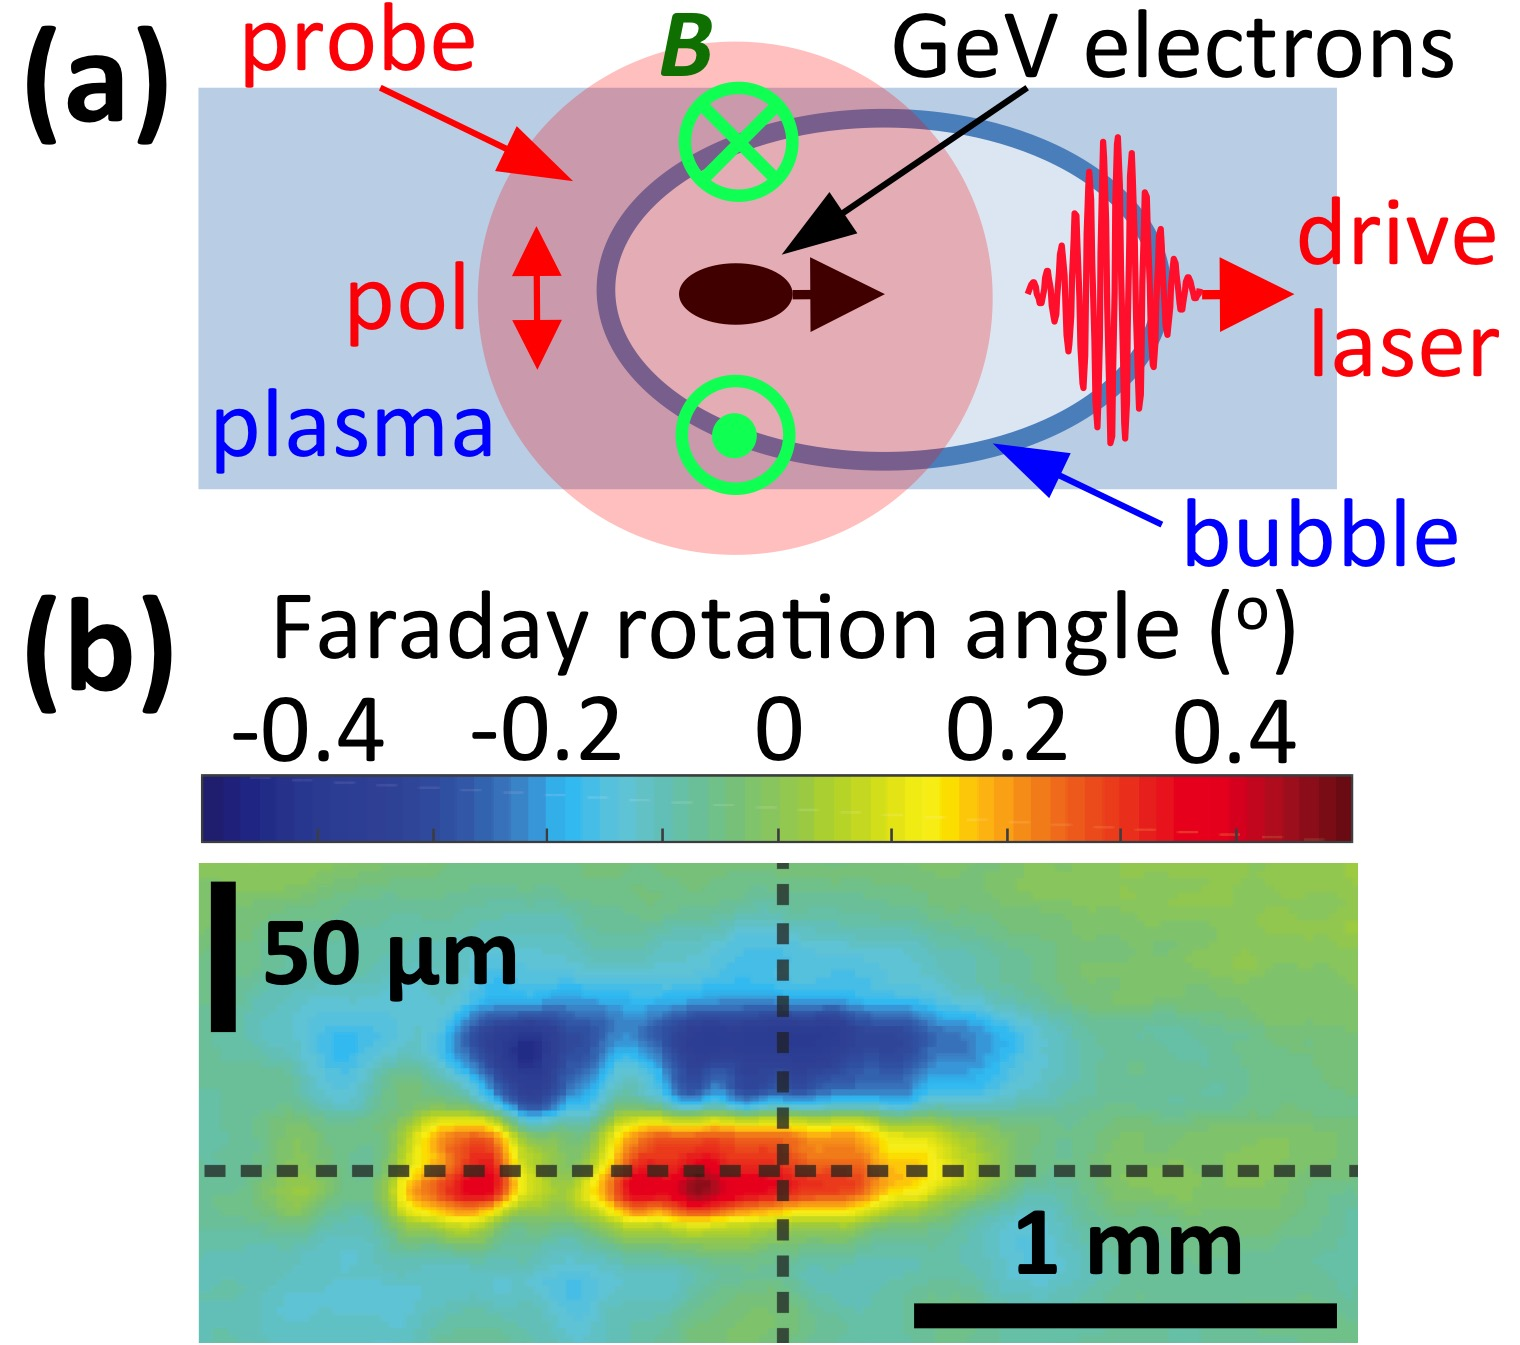 (a)
probe
B
GeV electrons
pol
drive
laser
plasma
bubble
(b)
Faraday rotation angle (º)
-0.4 -0.2 0 0.2 0.4
50 µm
1 mm